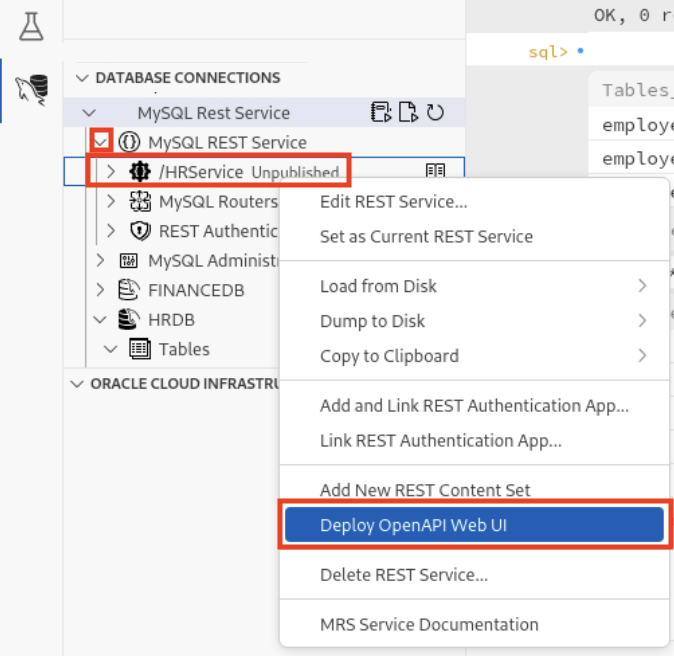 OK, 0
sql>
DATABASE CONNECTIONS
Tables_
MySQL Rest Service
employe
MySQL REST Service
employe
/HRService Unpublished
MySQL Routers
REST Authentic
MySQL Administ
FINANCEDB
HRDB
Tables
ORACLE CLOUD INFRASTRU
Edit REST Service...
Set as Current REST Service
Load from Disk
Dump to Disk
Copy to Clipboard
Add and Link REST Authentication App...
Link REST Authentication App...
Add New REST Content Set
Deploy OpenAPI Web UI
Delete REST Service...
MRS Service Documentation